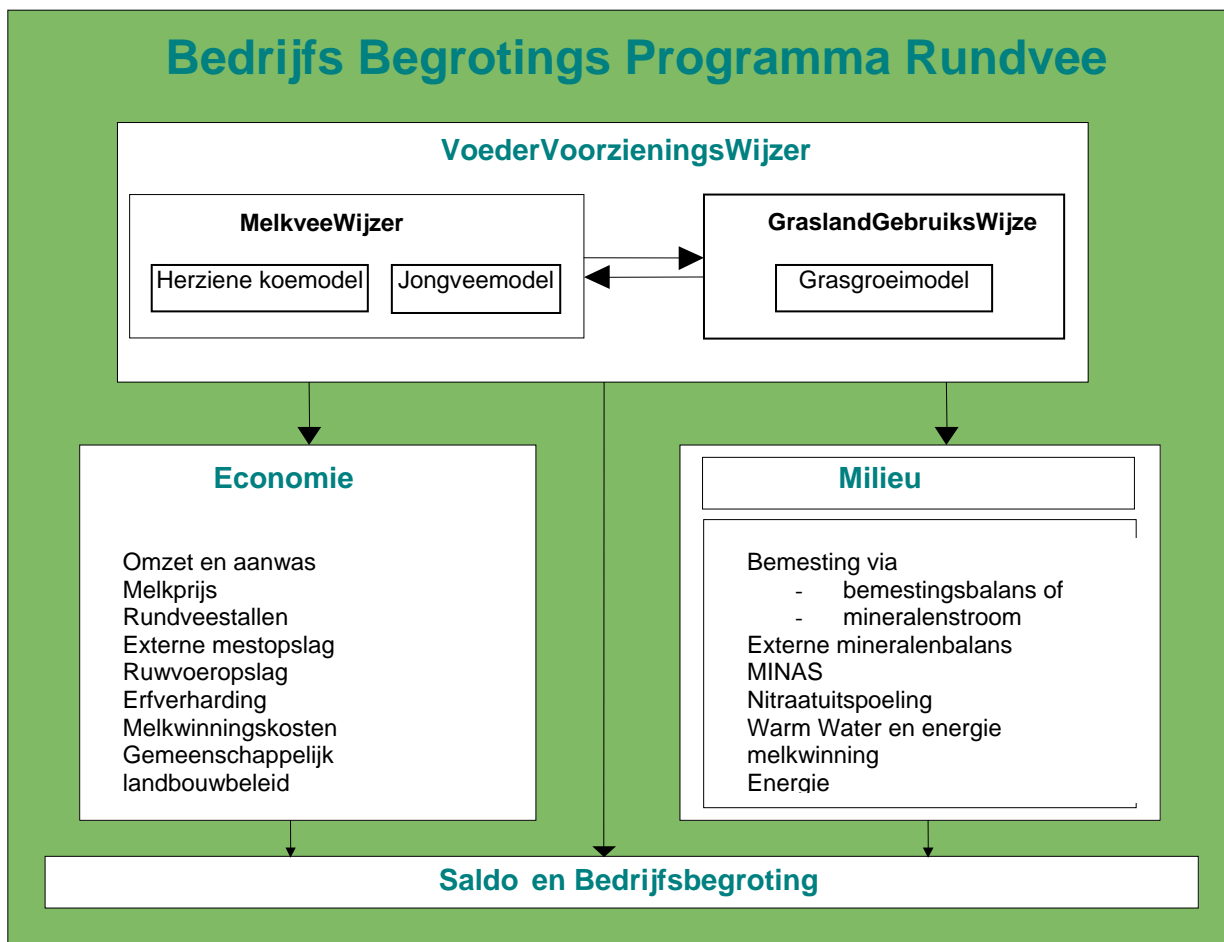 Bedrijfs Begrotings Programma Rundvee
VoederVoorzieningsWijzer
MelkveeWijzer
Herziene koemodel
Jongveemodel
GraslandGebruiksWijze
Grasgroeimodel
Economie
Omzet en aanwas
Melkprijs
Rundveestallen
Externe mestopslag
Ruwvoeropslag
Erfverharding
Melkwinningskosten
Gemeenschappelijk
landbouwbeleid
Milieu
Bemesting via
- bemestingsbalans of
- mineralenstroom
Externe mineralenbalans
MINAS
Nitraatuitspoeling
Warm Water en energie
melkwinning
Energie
Saldo en Bedrijfsbegroting